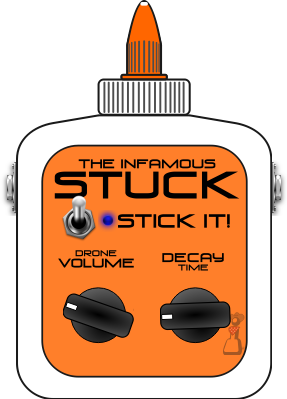 THE INFAMOUS
STUCK
STICK IT!
DRONE
VOLUME
DECAY
TIME